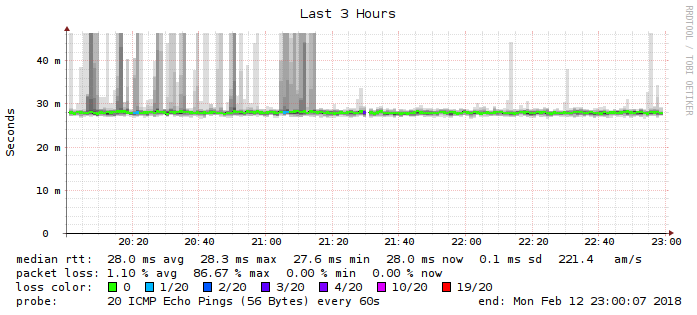 Last 3 Hours
RRDTOOL / TOBI OETIKER
Seconds
40 m
30 m
20 m
10 m
0
20:20 20:40 21:00 21:20 21:40 22:00 22:20 22:40 23:00
median rtt: 28.0 ms avg 28.3 ms max 27.6 ms min 28.0 ms now 0.1 ms sd 221.4 am/s
packet loss: 1.10 % avg 86.67 % max 0.00 % min 0.00 % now
loss color: 0 1/20 2/20 3/20 4/20 10/20 19/20
probe: 20 ICMP Echo Pings (56 Bytes) every 60s end: Mon Feb 12 23:00:07 2018